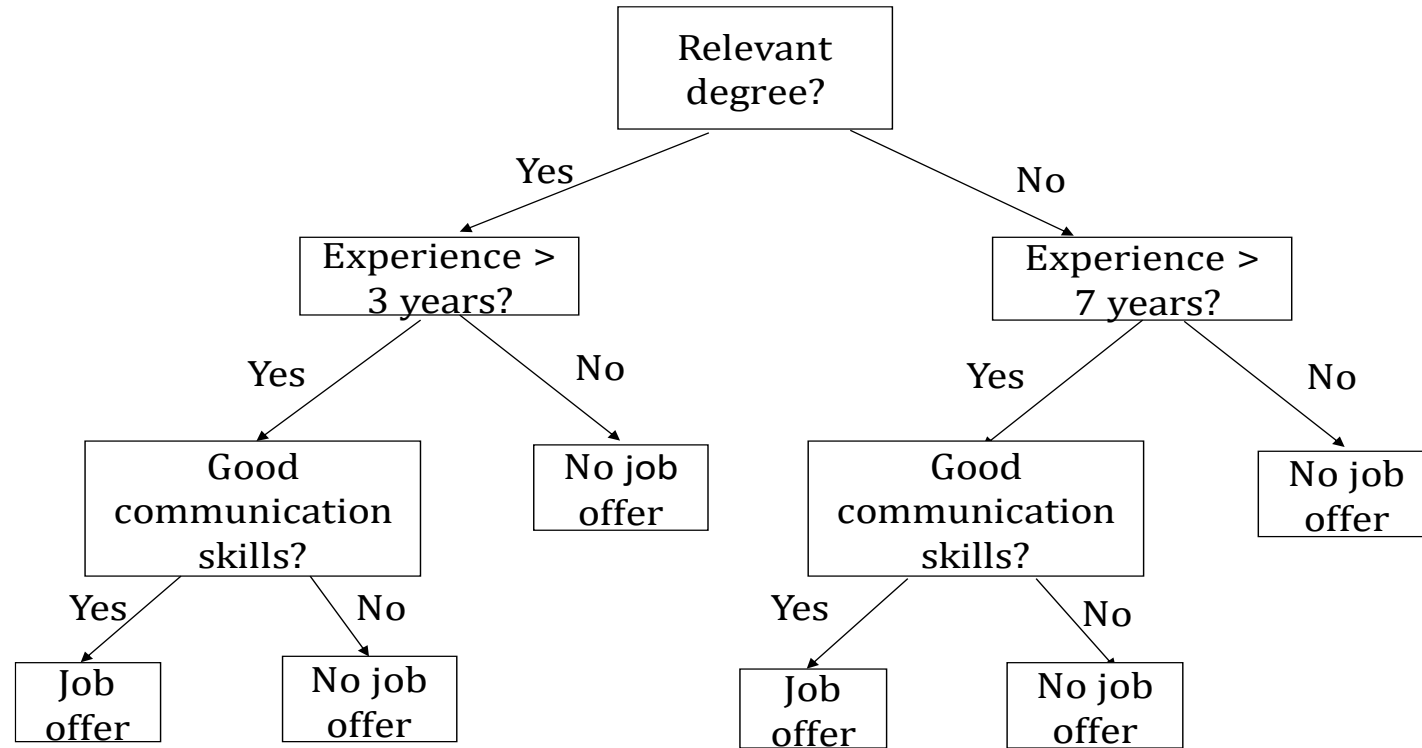 Relevant
degree?
Yes
No
Experience >
3 years?
Experience >
7 years?
Yes
No
Yes
No
Good
communication
skills?
No job
offer
Good
communication
skills?
No job
offer
Yes
No
Yes
No
Job
offer
No job
offer
Job
offer
No job
offer